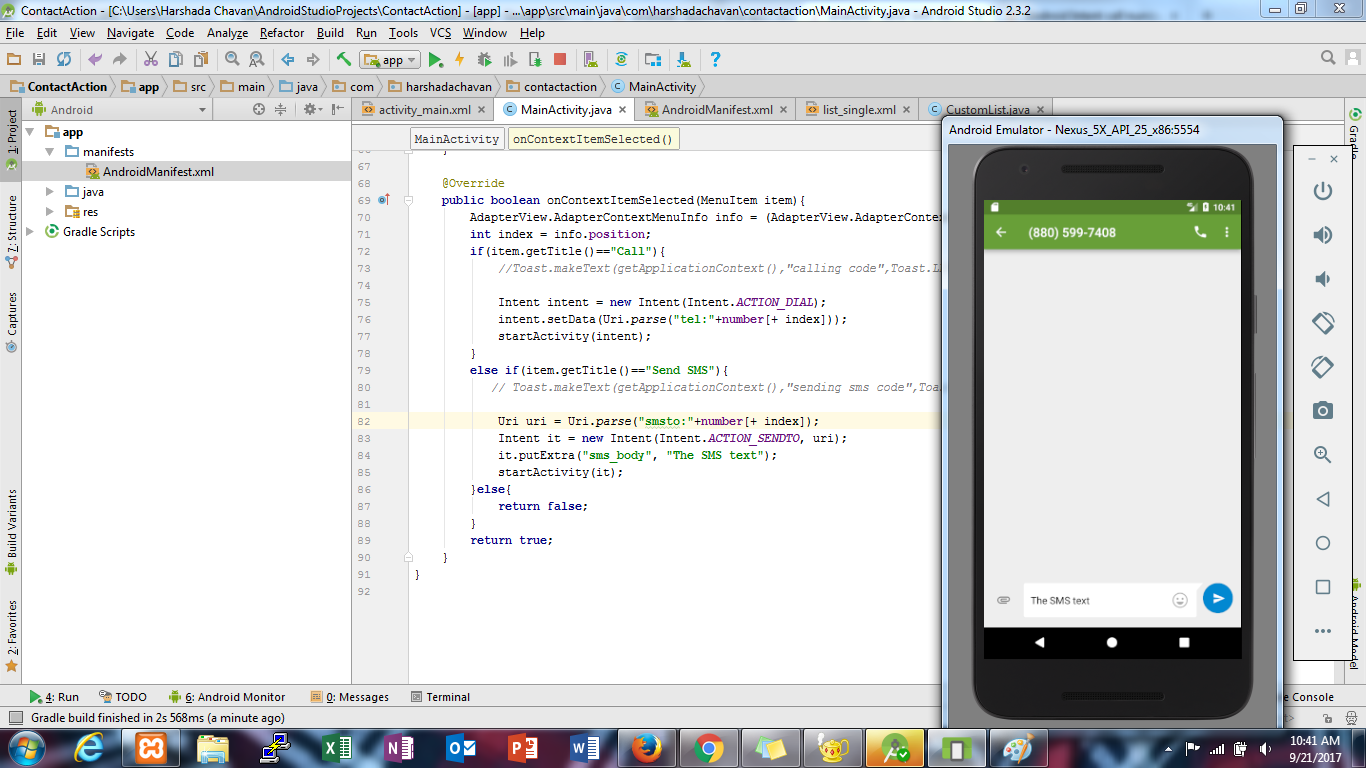 ContactAction - [C:\Users\Harshada Chavan\AndroidStudioProjects\ContactAction] - [app] - ...\app\src\main\java\com\harshadachavan\contactaction\MainActivity.java - Android Studio 2.3.2
File Edit View Navigate Code Analyze Refactor Build Run Tools VCS Window Help
app
ContactAction app src main java com harshadachavan contactaction MainActivity
Android
activity_main.xml MainActivity.java AndroidManifest.xml list_single.xml CustomList.java
MainActivity onContextItemSelected()
1: Project
7: Structure
Captures
Build Variants
2: Favorites
app
manifests
AndroidManifest.xml
java
res
Gradle Scripts
67
68 @Override
69 public boolean onContextItemSelected(MenuItem item){
70 AdapterView.AdapterContextMenuInfo info = (AdapterView.AdapterConte
71 int index = info.position;
72 if(item.getTitle()=="Call"){
73 //Toast.makeText(getApplicationContext(),"calling code",Toast.L
74
75 Intent intent = new Intent(Intent.ACTION_DIAL);
76 intent.setData(Uri.parse("tel:"+number[+ index]));
77 startActivity(intent);
78 }
79 else if(item.getTitle()=="Send SMS"){
80 // Toast.makeText(getApplicationContext(),"sending sms code",Toa
81
82 Uri uri = Uri.parse("smsto:"+number[+ index]);
83 Intent it = new Intent(Intent.ACTION_SENDTO, uri);
84 it.putExtra("sms_body", "The SMS text");
85 startActivity(it);
86 }else{
87 return false;
88 }
89 return true;
90 }
91 }
92
Android Emulator - Nexus_5X_API_25_x86:5554
10:41
(880) 599-7408
The SMS text
Gradle
Android Model
4: Run TODO 6: Android Monitor 0: Messages Terminal
e Console
Gradle build finished in 2s 568ms (a minute ago)
10:41 AM
9/21/2017